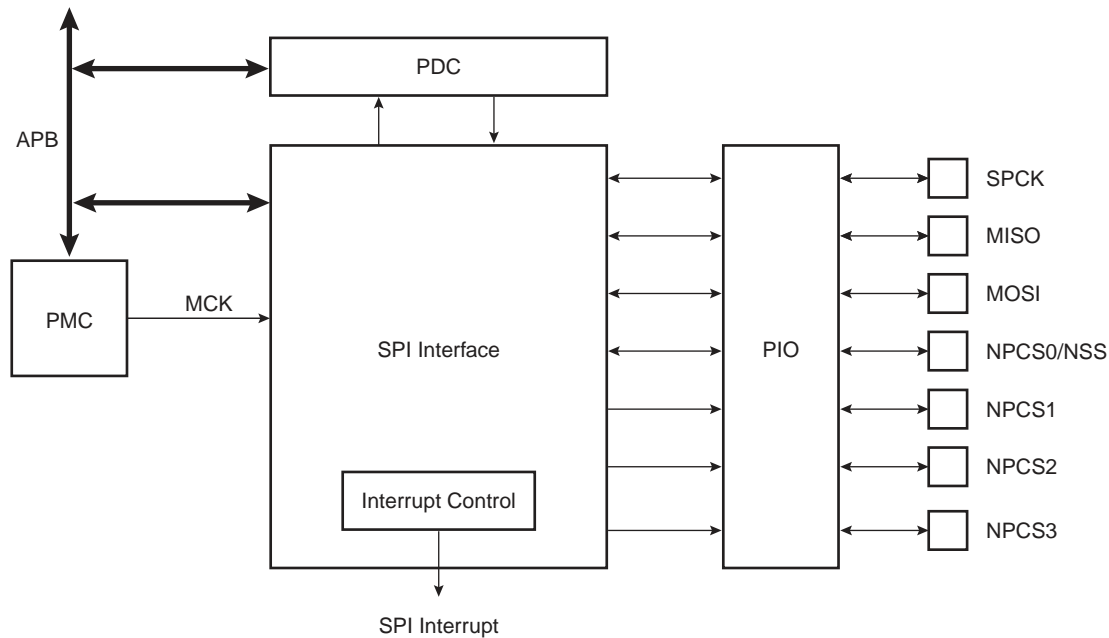 PDC
APB
SPCK
MISO
MCK
MOSI
PMC
SPI Interface
PIO
NPCS0/NSS
NPCS1
NPCS2
Interrupt Control
NPCS3
SPI Interrupt